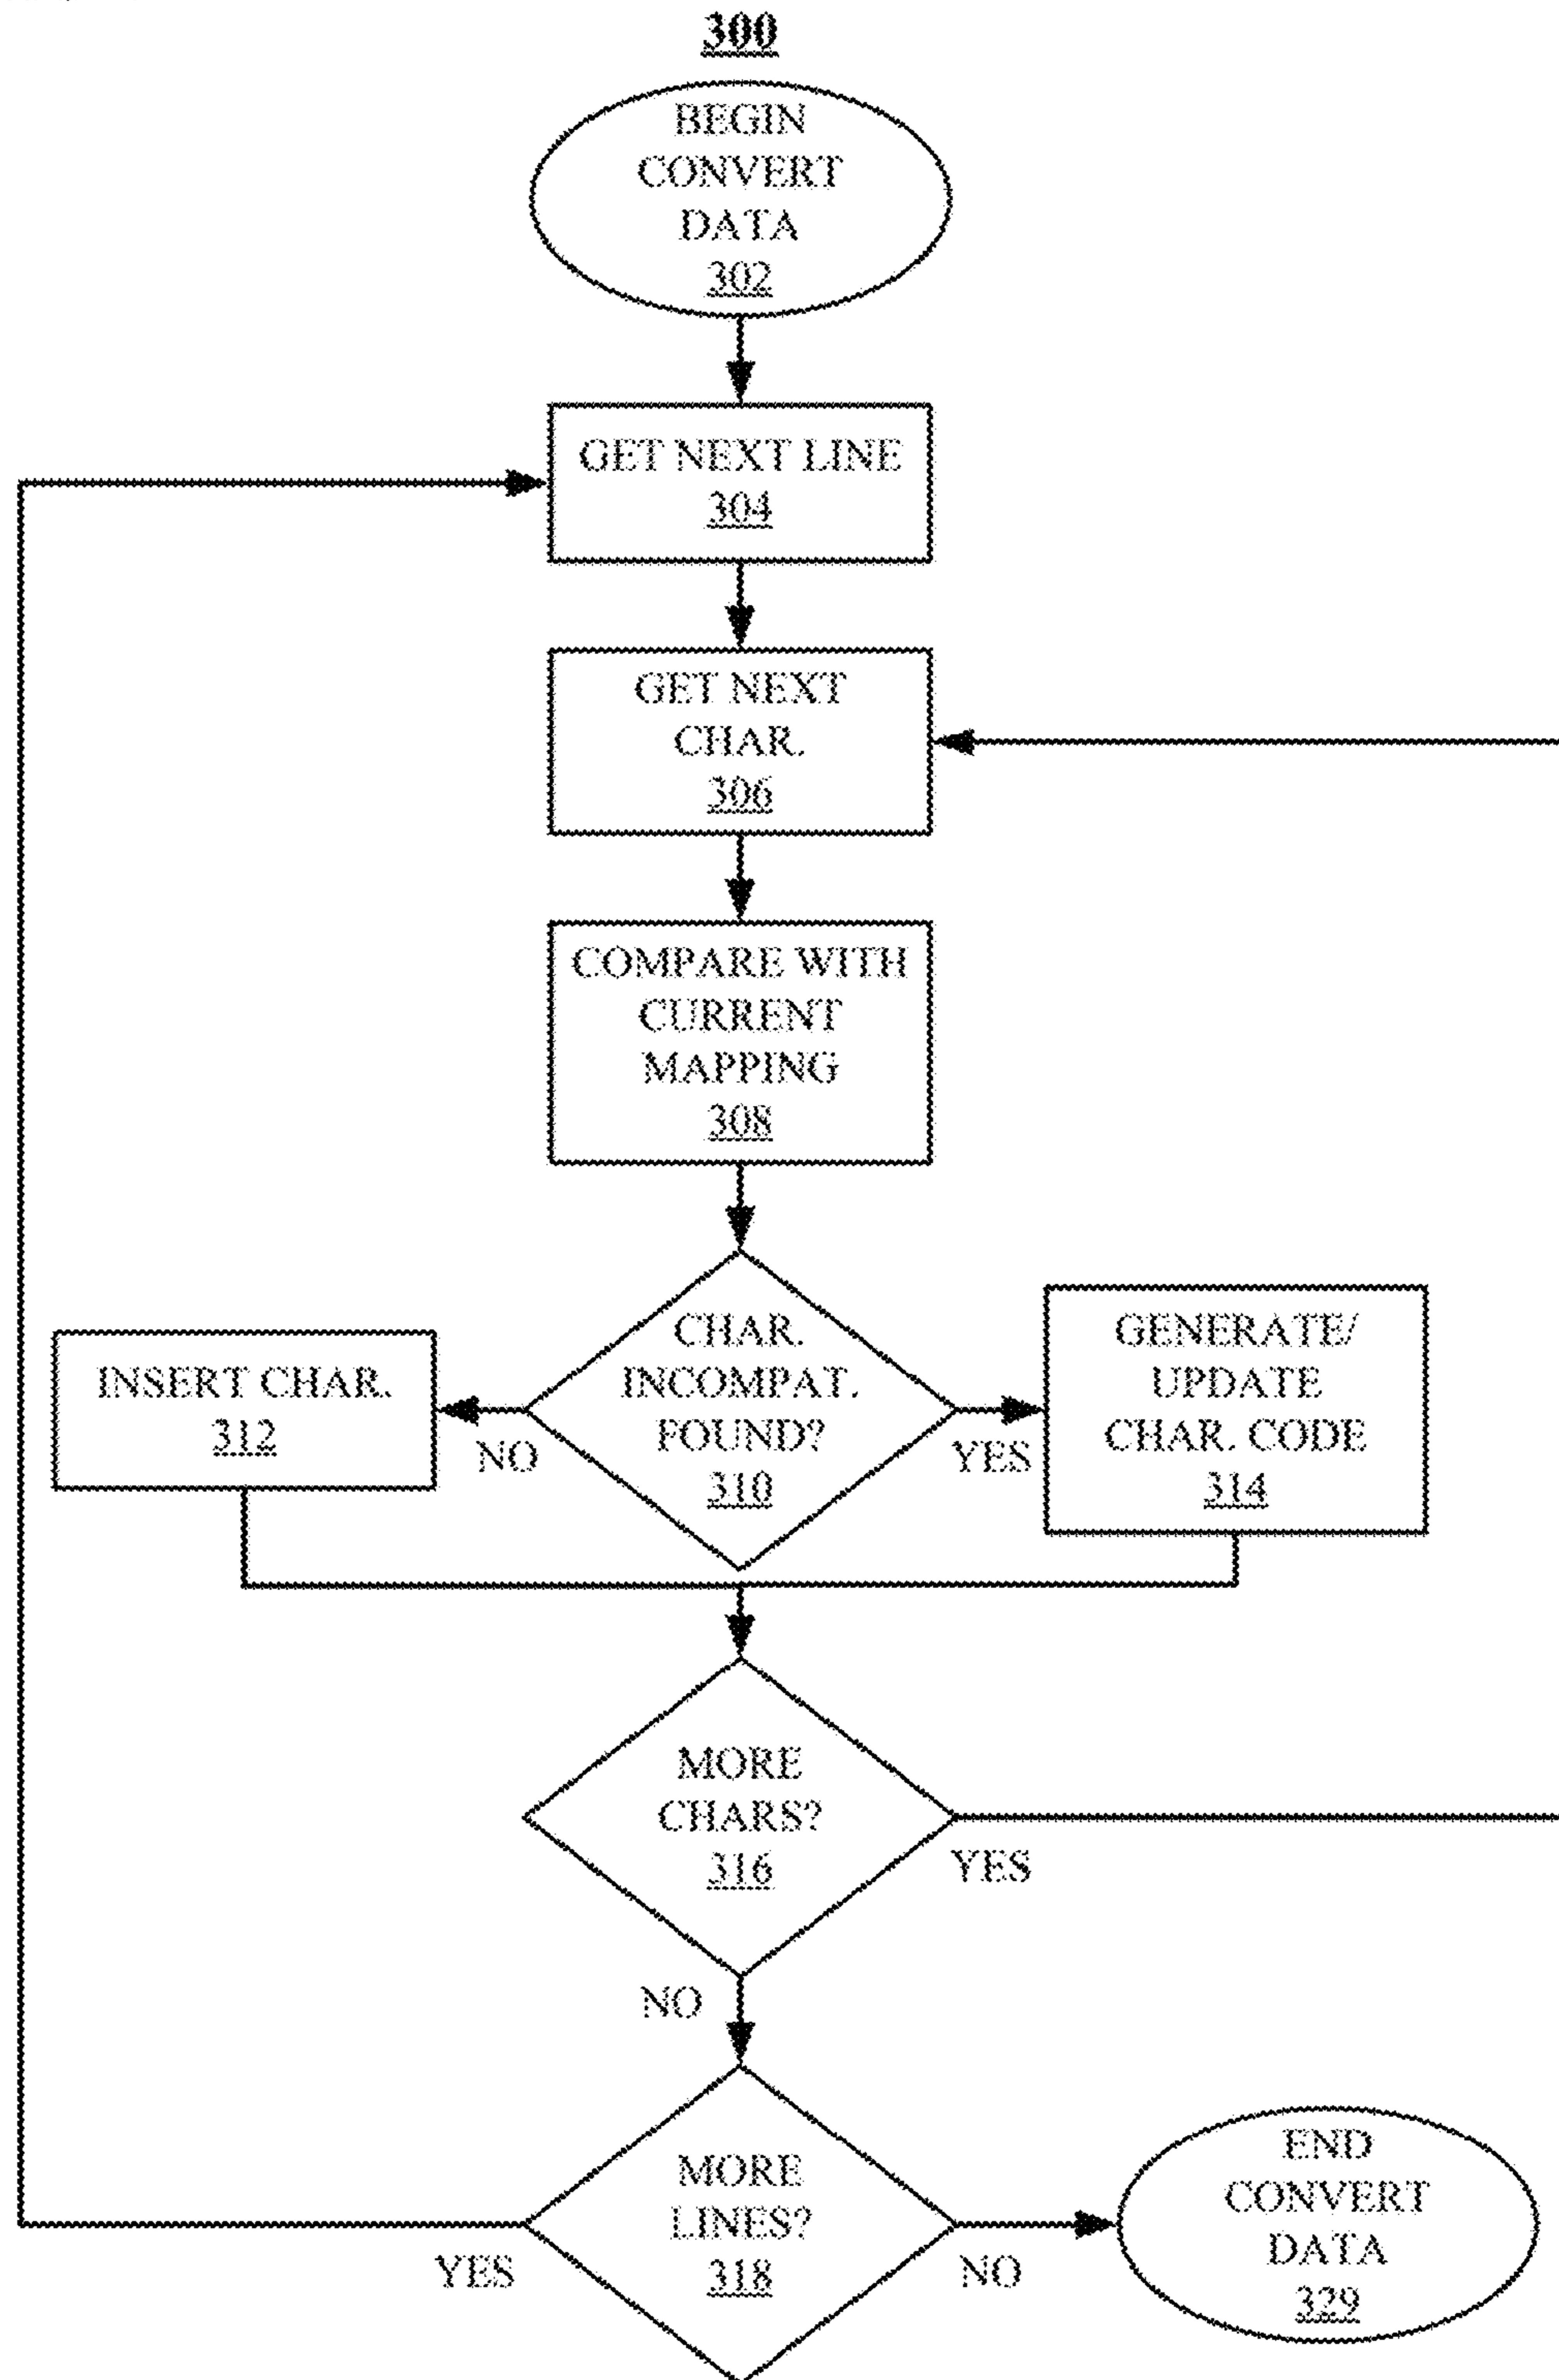 300
BEGIN
CONVERT
DATA
302
GET NEXT LINE
304
GET NEXT
CHAR.
306
COMPARE WITH
CURRENT
MAPPING
308
CHAR.
INCOMPAT.
FOUND?
310
INSERT CHAR.
312
NO
YES
GENERATE/
UPDATE
CHAR. CODE
314
MORE
CHARS?
316
YES
NO
MORE
LINES?
318
YES
NO
END
CONVERT
DATA
329